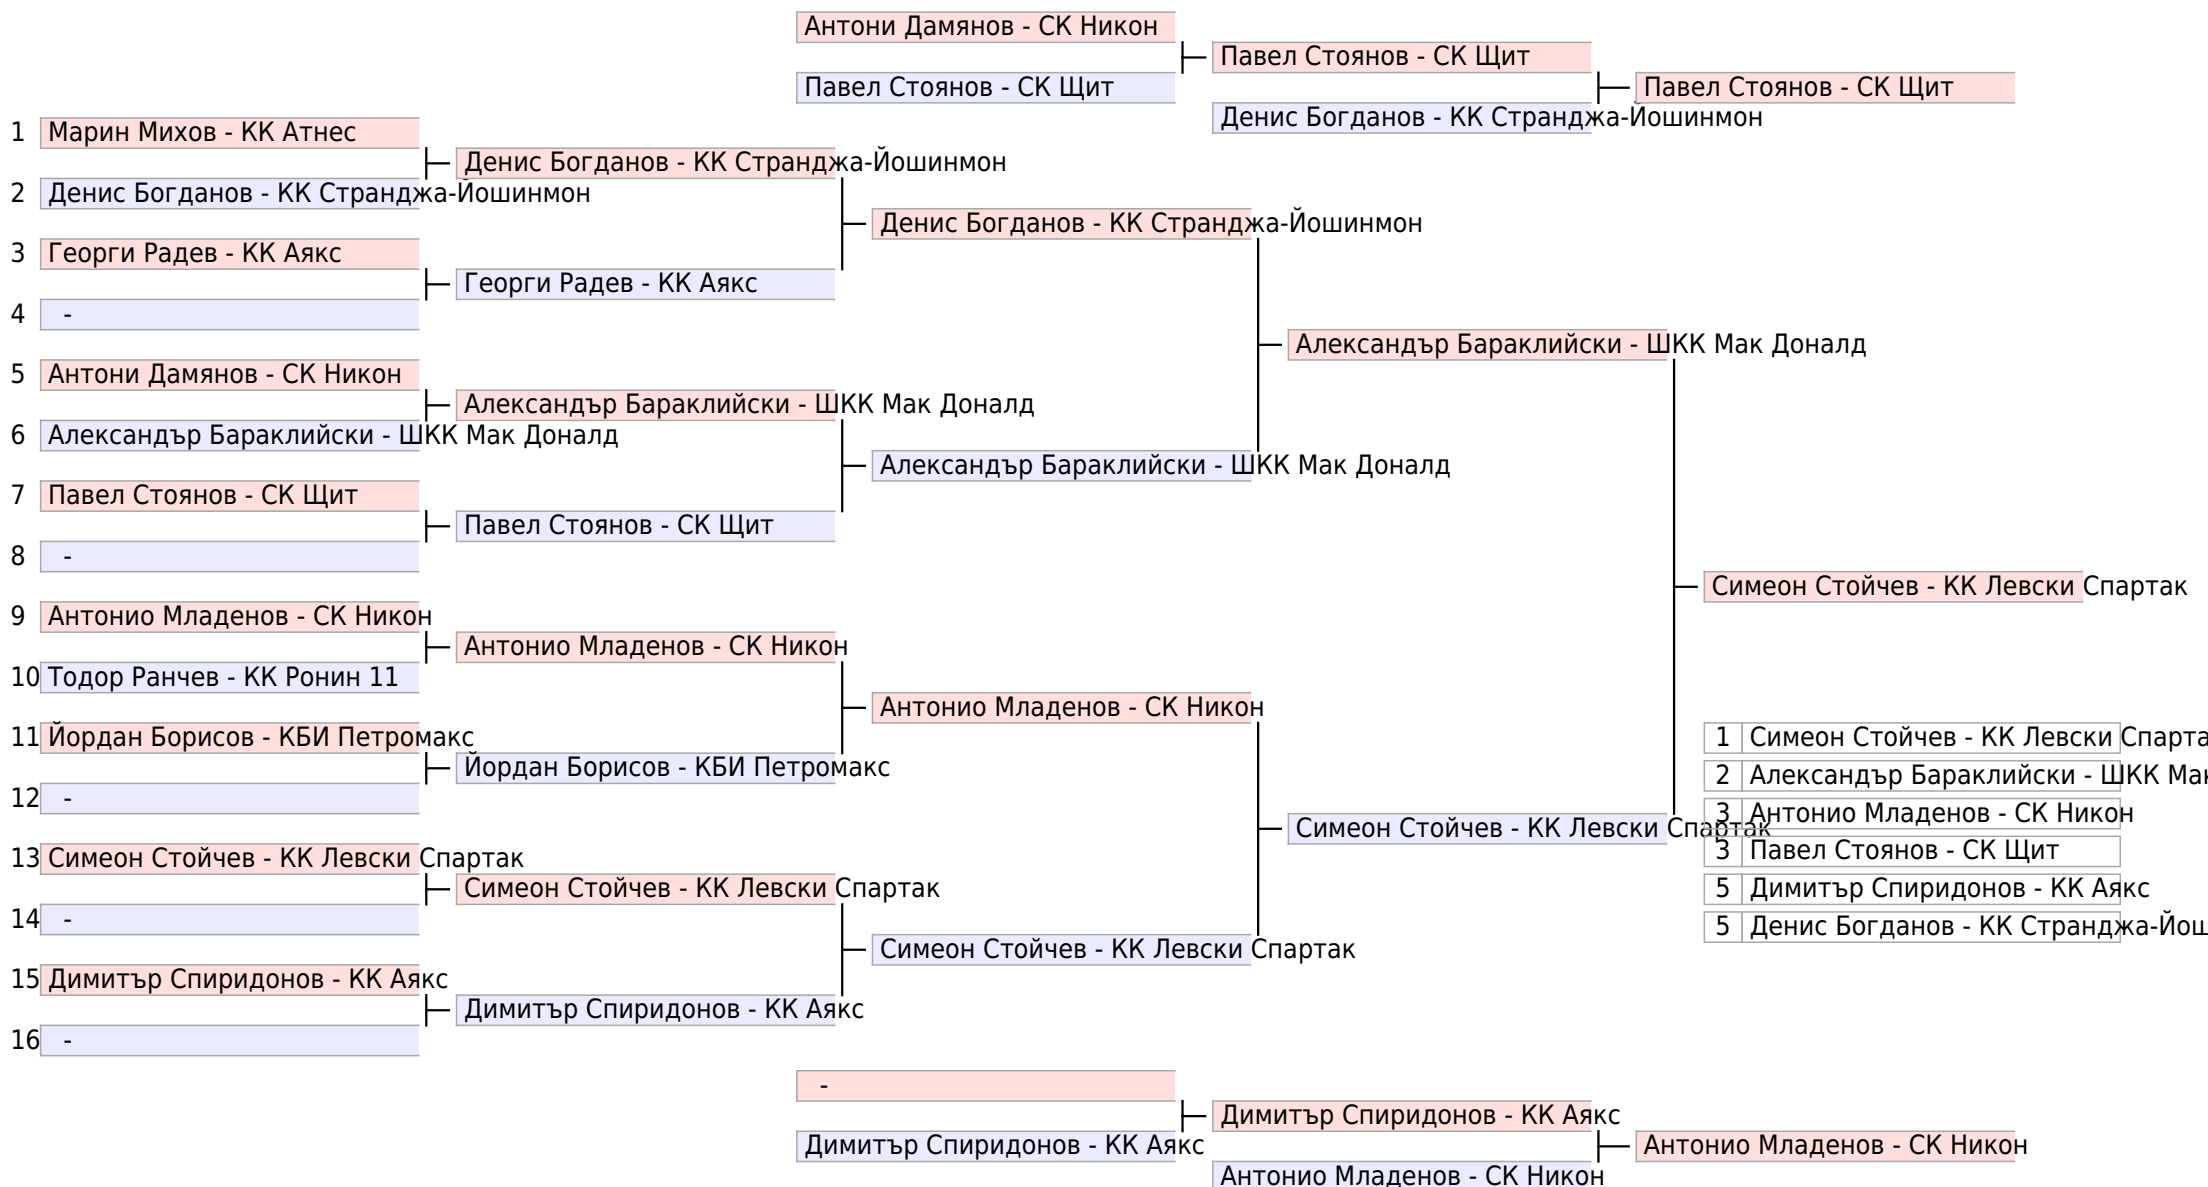 Антони Дамянов - СК Никон
Павел Стоянов - СК Щит
Павел Стоянов - СК Щит
Павел Стоянов - СК Щит
Денис Богданов - КК Странджа-Йошинмон
1 Марин Михов - КК Атнес
Денис Богданов - КК Странджа-Йошинмон
2 Денис Богданов - КК Странджа-Йошинмон
Денис Богданов - КК Странджа-Йошинмон
3 Георги Радев - КК Аякс
Георги Радев - КК Аякс
4 -
Александър Бараклийски - ШКК Мак Доналд
5 Антони Дамянов - СК Никон
Александър Бараклийски - ШКК Мак Доналд
6 Александър Бараклийски - ШКК Мак Доналд
Александър Бараклийски - ШКК Мак Доналд
7 Павел Стоянов - СК Щит
Павел Стоянов - СК Щит
8 -
Симеон Стойчев - КК Левски Спартак
9 Антонио Младенов - СК Никон
Антонио Младенов - СК Никон
10 Тодор Ранчев - КК Ронин 11
Антонио Младенов - СК Никон
11 Йордан Борисов - КБИ Петромакс
Йордан Борисов - КБИ Петромакс
12 -
Симеон Стойчев - КК Левски Спартак
13 Симеон Стойчев - КК Левски Спартак
Симеон Стойчев - КК Левски Спартак
14 -
Симеон Стойчев - КК Левски Спартак
15 Димитър Спиридонов - КК Аякс
Димитър Спиридонов - КК Аякс
16 -
1 Симеон Стойчев - КК Левски Спарта
2 Александър Бараклийски - ШКК Мак
3 Антонио Младенов - СК Никон
3 Павел Стоянов - СК Щит
5 Димитър Спиридонов - КК Аякс
5 Денис Богданов - КК Странджа-Йош
-
Димитър Спиридонов - КК Аякс
Димитър Спиридонов - КК Аякс
Антонио Младенов - СК Никон
Антонио Младенов - СК Никон